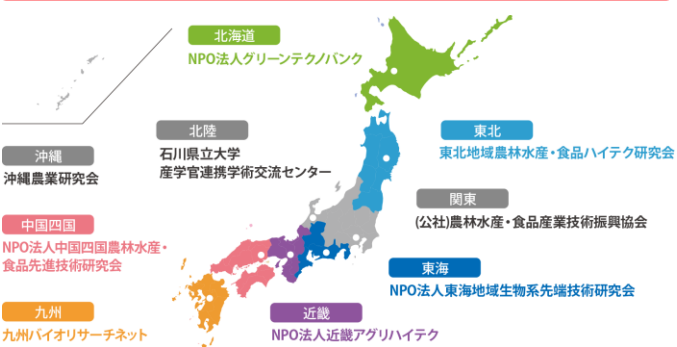 北海道
NPO法人グリーンテクノバンク
北陸
石川県立大学
産学官連携学術交流センター
東北
東北地域農林水産・食品ハイテク研究会
沖縄
沖縄農業研究会
関東
(公社)農林水産・食品産業技術振興協会
中国四国
NPO法人中国四国農林水産・
食品先進技術研究会
東海
NPO法人東海地域生物系先端技術研究会
九州
九州バイオリサーチネット
近畿
NPO法人近畿アグリハイテク